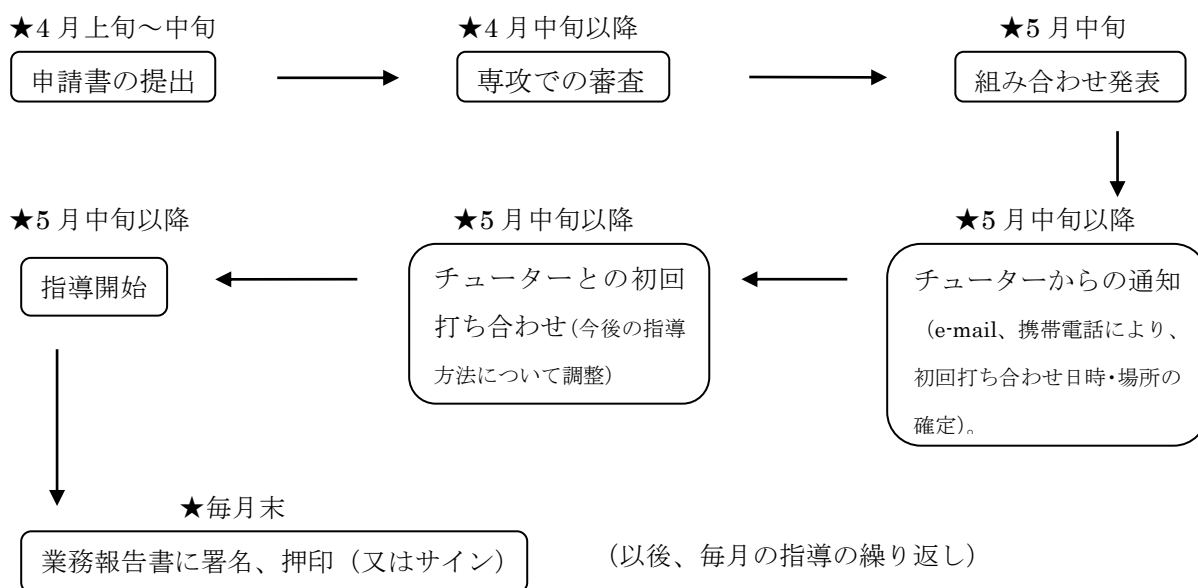 ★4月上旬～中旬
申請書の提出
★4月中旬以降
専攻での審査
★5月中旬
組み合わせ発表
★5月中旬以降
チューターからの通知
（e-mail、携帯電話により、
初回打ち合わせ日時・場所の
確定）。
★5月中旬以降
チューターとの初回
打ち合わせ（今後の指導
方法について調整）
★5月中旬以降
指導開始
★毎月末
業務報告書に署名、押印（又はサイン）
（以後、毎月の指導の繰り返し）